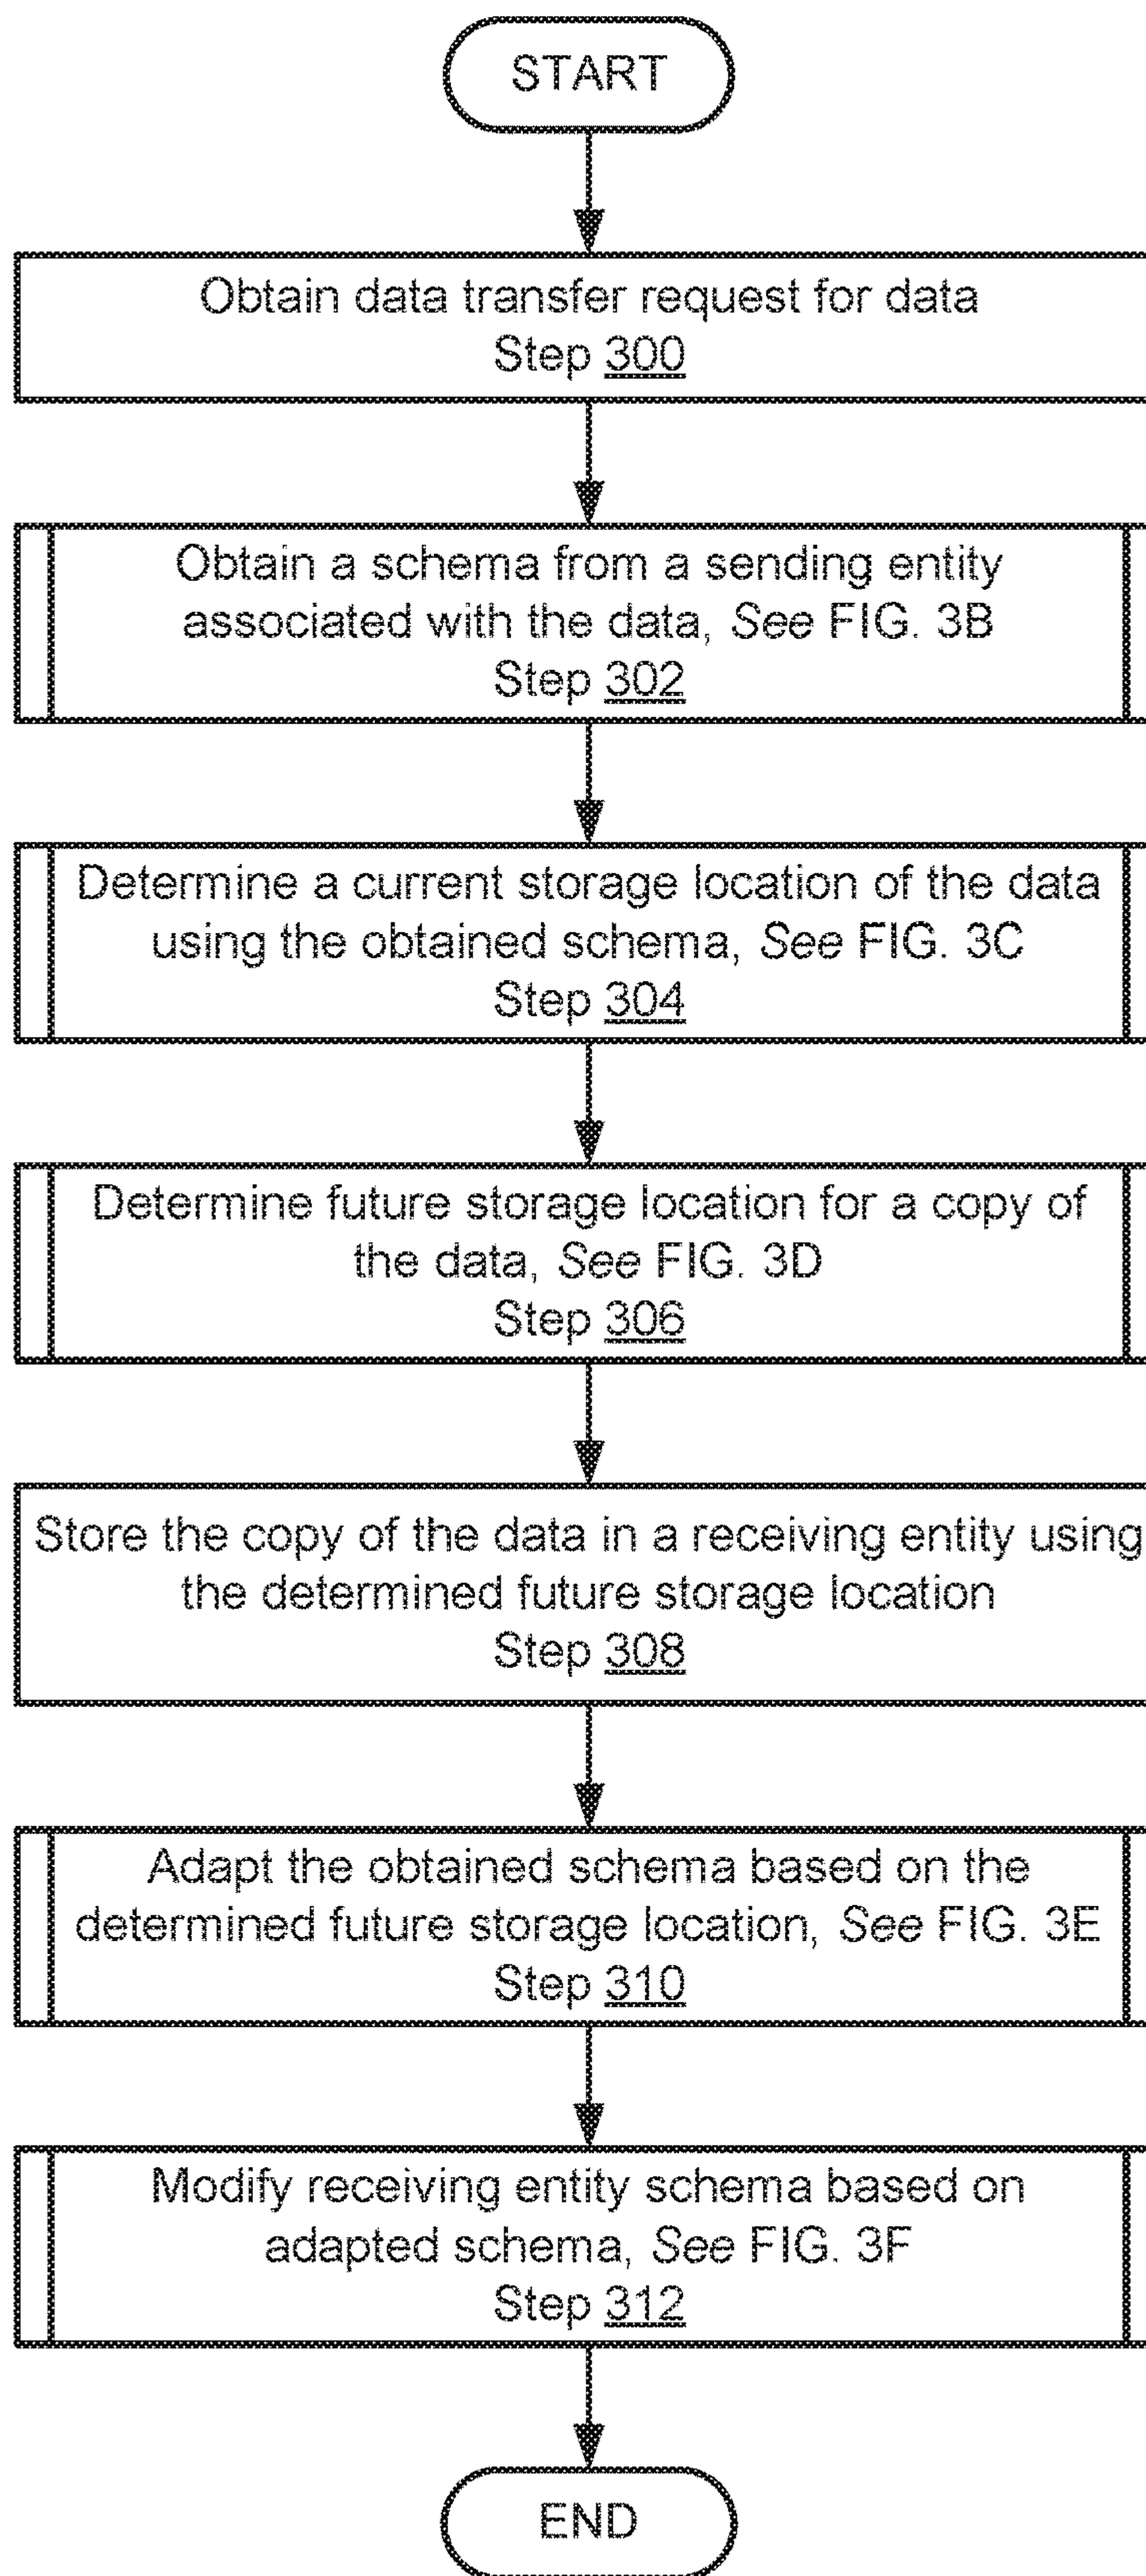 START
Obtain data transfer request for data
Step 300
Obtain a schema from a sending entity
associated with the data, See FIG. 3B
Step 302
Determine a current storage location of the data
using the obtained schema, See FIG. 3C
Step 304
Determine future storage location for a copy of
the data, See FIG. 3D
Step 306
Store the copy of the data in a receiving entity using
the determined future storage location
Step 308
Adapt the obtained schema based on the
determined future storage location, See FIG. 3E
Step 310
Modify receiving entity schema based on
adapted schema, See FIG. 3F
Step 312
END